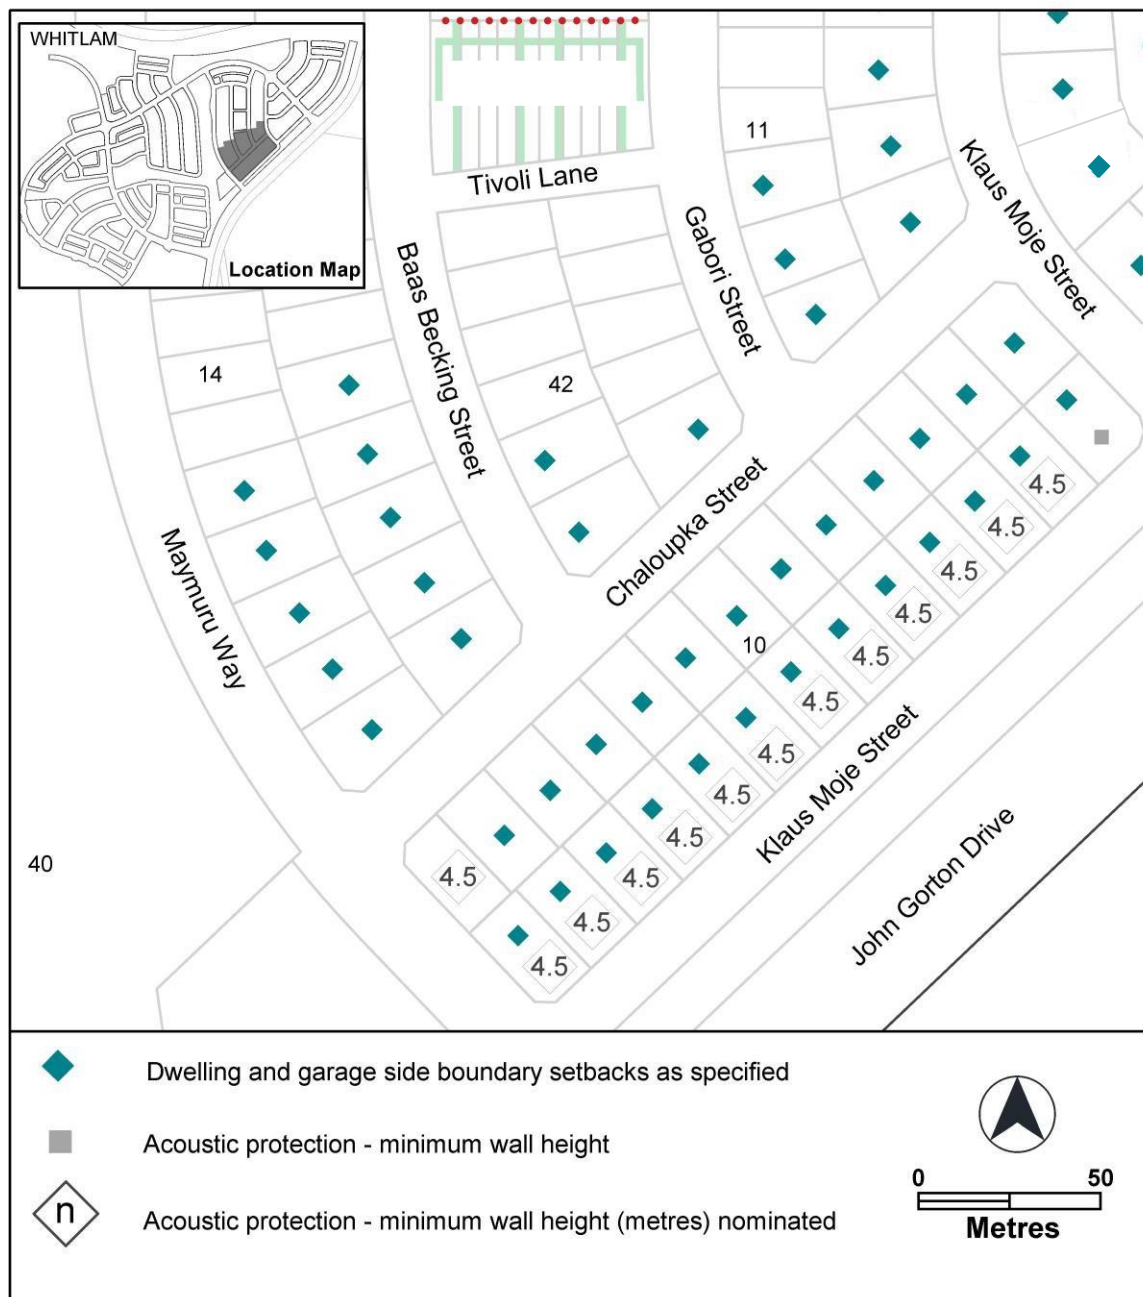 WHITLAM
Location Map
Tivoli Lane
11
Klaus Moje Street
Gabori Street
Baas Becking Street
14
42
Maymuru Way
Chaloupka Street
4.5
4.5
4.5
4.5
4.5
10
4.5
4.5
4.5
4.5
4.5
4.5
4.5
4.5
Klaus Moje Street
40
John Gorton Drive
Dwelling and garage side boundary setbacks as specified
Acoustic protection - minimum wall height
n
Acoustic protection - minimum wall height (metres) nominated
0 50
Metres